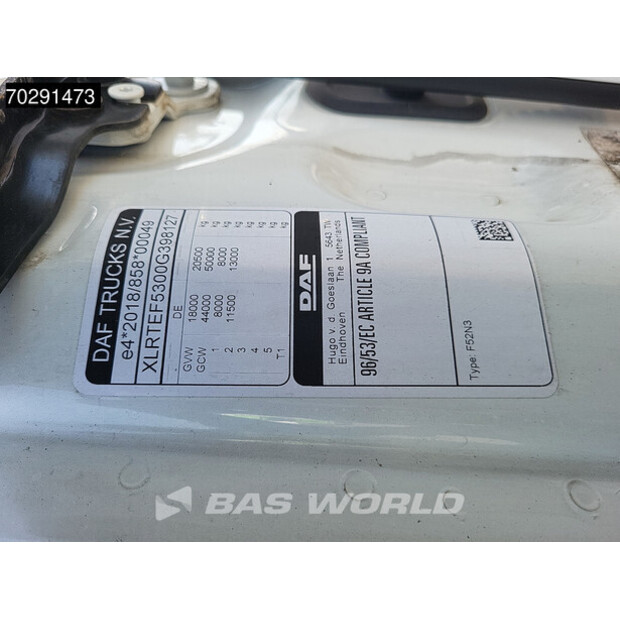 70291473
DAF TRUCKS N.V.
e4*2018/858*00049
XLRTEF5300G398127
DE
GVW 18000 20500 kg
GCW 44000 50000 kg
1 8000 8000 kg
2 11500 13000 kg
3 kg
4 kg
5 kg
T1 kg
DAF
Hugo v. d. Goeslaan 1 5643 TW,
Eindhoven The Netherlands
96/53/EC ARTICLE 9A COMPLIANT
Type: F52N3
BAS WORLD